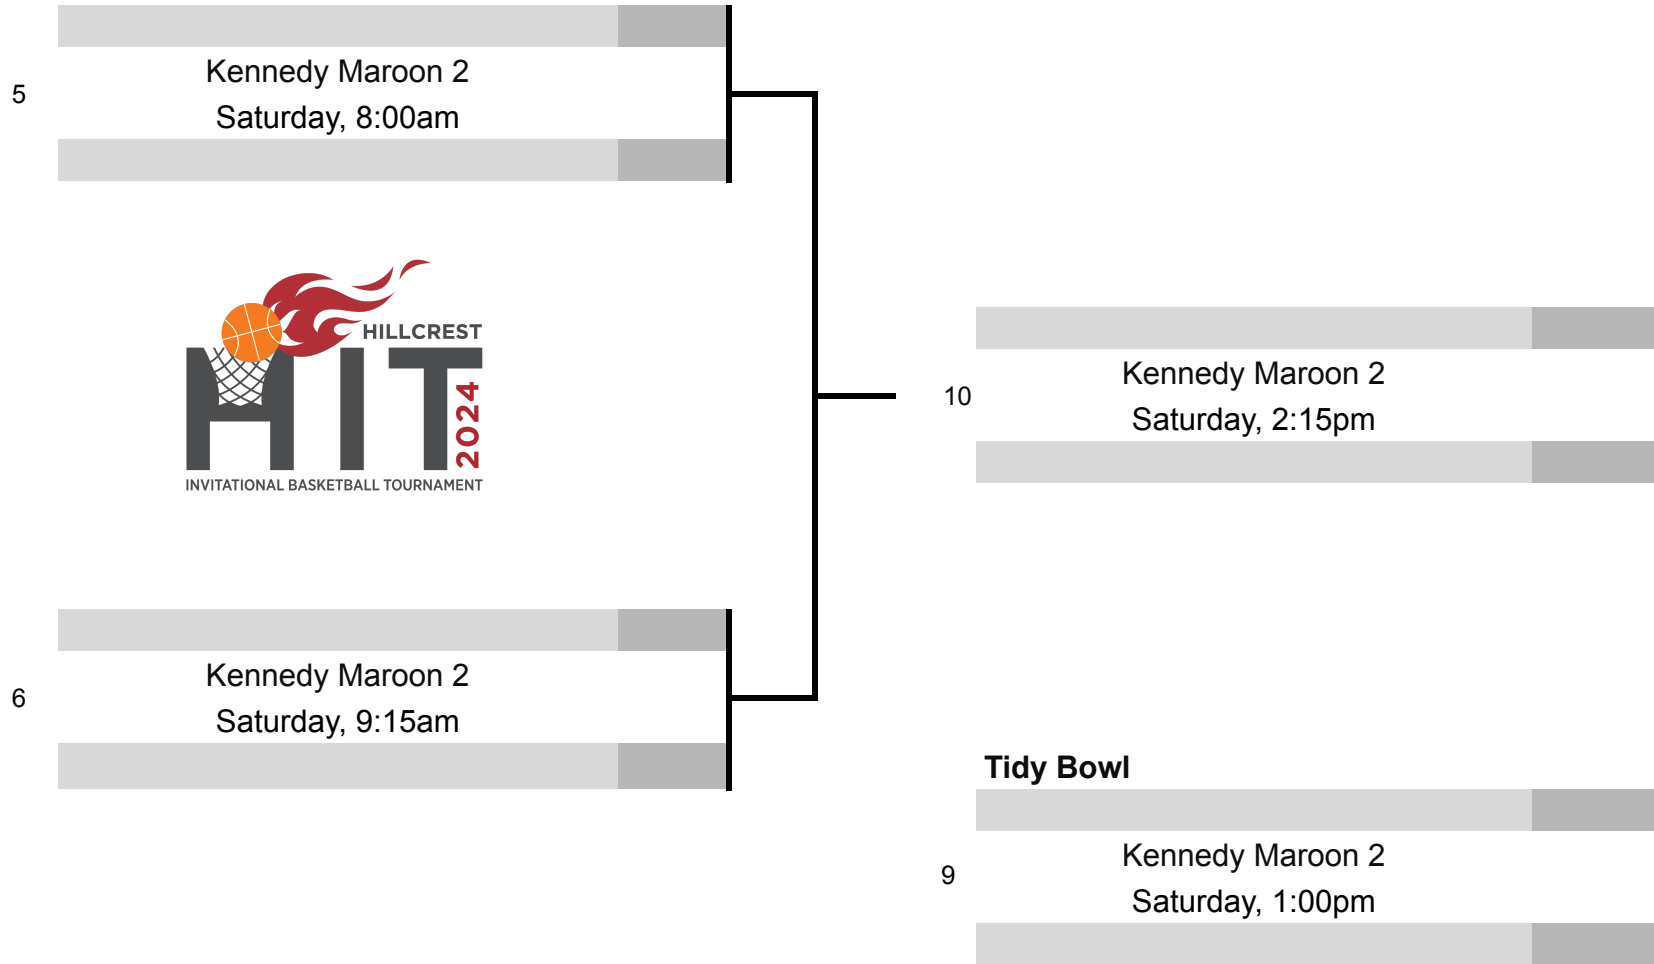 5
Kennedy Maroon 2
Saturday, 8:00am
HILLCREST
HIT
2024
INVITATIONAL BASKETBALL TOURNAMENT
10
Kennedy Maroon 2
Saturday, 2:15pm
6
Kennedy Maroon 2
Saturday, 9:15am
Tidy Bowl
9
Kennedy Maroon 2
Saturday, 1:00pm